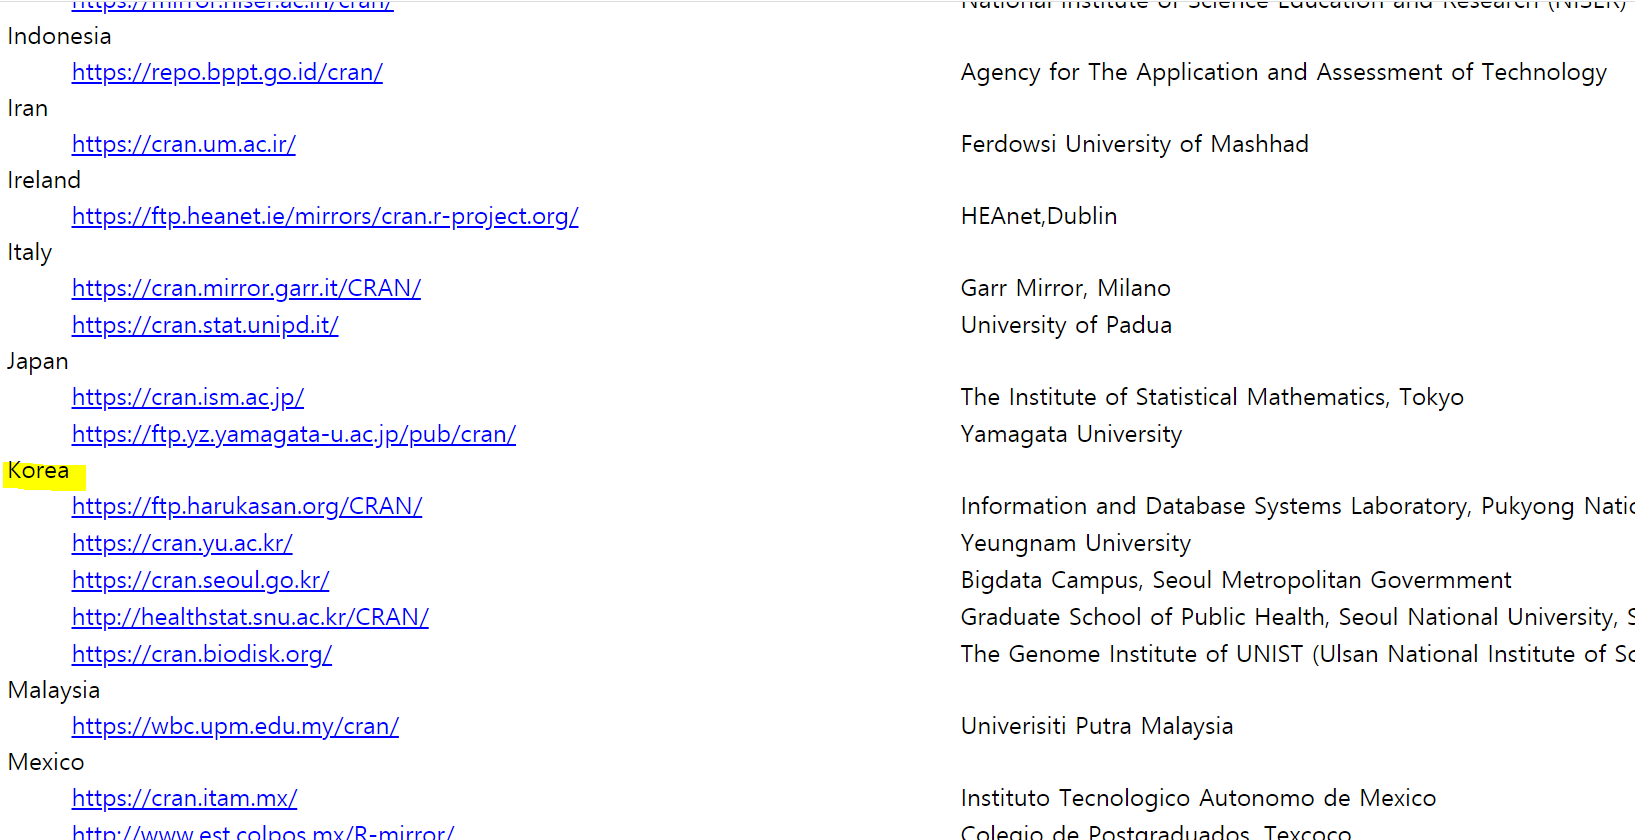 https://mirror.niser.ac.in/cran/ National Institute of Science Education and Research (NISER)
Indonesia
https://repo.bppt.go.id/cran/ Agency for The Application and Assessment of Technology
Iran
https://cran.um.ac.ir/ Ferdowsi University of Mashhad
Ireland
https://ftp.heanet.ie/mirrors/cran.r-project.org/ HEAnet,Dublin
Italy
https://cran.mirror.garr.it/CRAN/ Garr Mirror, Milano
https://cran.stat.unipd.it/ University of Padua
Japan
https://cran.ism.ac.jp/ The Institute of Statistical Mathematics, Tokyo
https://ftp.yz.yamagata-u.ac.jp/pub/cran/ Yamagata University
Korea
https://ftp.harukasan.org/CRAN/ Information and Database Systems Laboratory, Pukyong Natio
https://cran.yu.ac.kr/ Yeungnam University
https://cran.seoul.go.kr/ Bigdata Campus, Seoul Metropolitan Govermment
http://healthstat.snu.ac.kr/CRAN/ Graduate School of Public Health, Seoul National University, S
https://cran.biodisk.org/ The Genome Institute of UNIST (Ulsan National Institute of Sc
Malaysia
https://wbc.upm.edu.my/cran/ Univerisiti Putra Malaysia
Mexico
https://cran.itam.mx/ Instituto Tecnologico Autonomo de Mexico
http://www.est.colpos.mx/R-mirror/ Colegio de Postgraduados, Texcoco